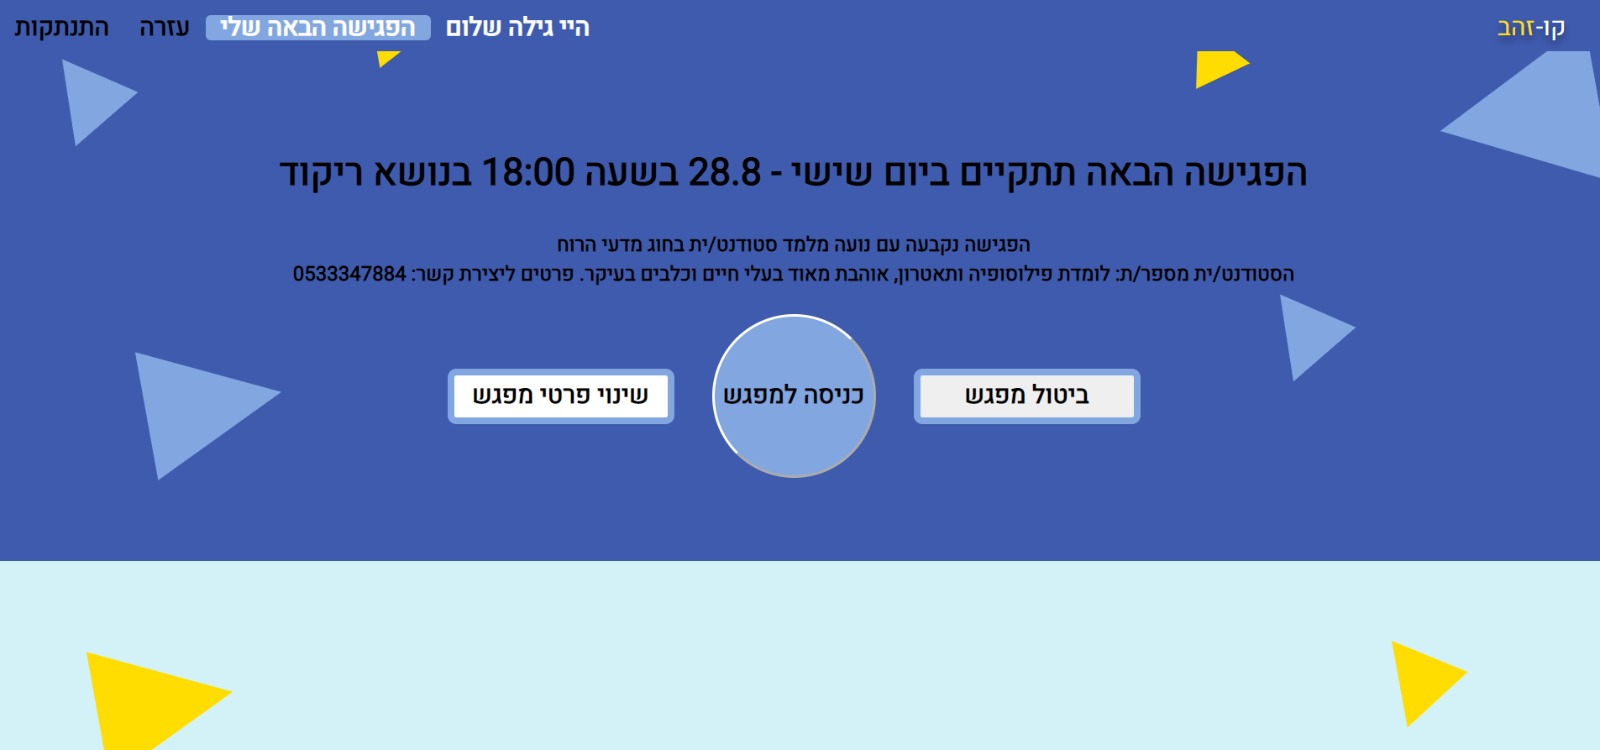 קו-זהב
היי גילה שלום
הפגישה הבאה שלי
עזרה
התנתקות
הפגישה הבאה תתקיים ביום שישי - 28.8 בשעה 18:00 בנושא ריקוד
הפגישה נקבעה עם נועה מלמד סטודנט/ית בחוג מדעי הרוח
הסטודנט/ית מספר/ת: לומדת פילוסופיה ותאטרון, אוהבת מאוד בעלי חיים וכלבים בעיקר. פרטים ליצירת קשר: 0533347884
ביטול מפגש
כניסה למפגש
שינוי פרטי מפגש